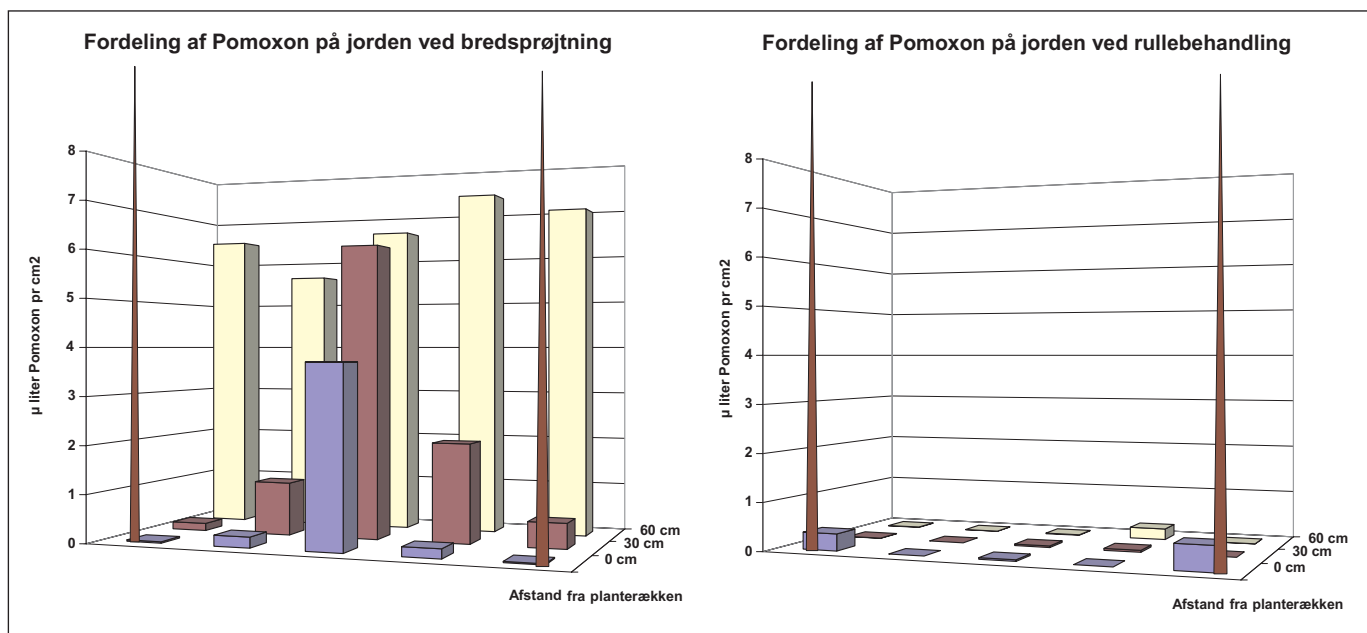 Fordeling af Pomoxon på jorden ved bredsprøjtning
8
7
6
5
4
3
2
1
0
µ liter Pomoxon pr cm2
60 cm
30 cm
0 cm
Afstand fra planterækken
Fordeling af Pomoxon på jorden ved rullebehandling
8
7
6
5
4
3
2
1
0
µ liter Pomoxon pr cm2
60 cm
30 cm
0 cm
Afstand fra planterækken